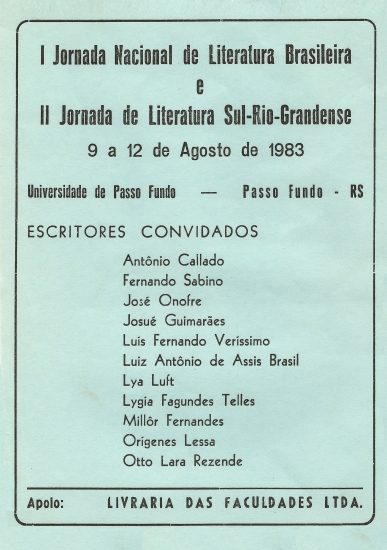 I Jornada Nacional de Literatura Brasileira
e
II Jornada de Literatura Sul-Rio-Grandense
9 a 12 de Agosto de 1983
Universidade de Passo Fundo — Passo Fundo - RS
ESCRITORES CONVIDADOS
Antônio Callado
Fernando Sabino
José Onofre
Josué Guimarães
Luís Fernando Veríssimo
Luiz Antônio de Assis Brasil
Lya Luft
Lygia Fagundes Telles
Millôr Fernandes
Orígenes Lessa
Otto Lara Rezende
Apoio: LIVRARIA DAS FACULDADES LTDA.